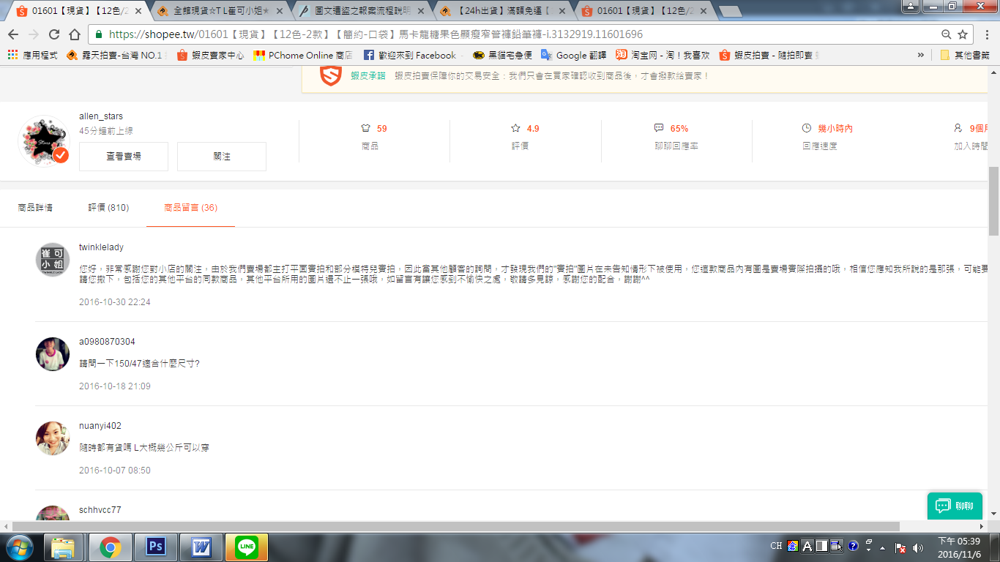 01601【現貨】【12色/2
全館現貨☆T L崔可小姐★
圖文遭盜之報案流程說明
【24h出貨】滿額免運【
01601【現貨】【12色/2
https://shopee.tw/01601【現貨】【12色-2款】【簡約-口袋】馬卡龍糖果色顯瘦窄管褲鉛筆褲-i.3132919.11601696
應用程式
露天拍賣-台灣 NO.1
蝦皮賣家中心
PChome Online 商店
歡迎來到 Facebook -
黑貓宅急便
Google 翻譯
淘宝网 - 淘！我喜欢
蝦皮拍賣 - 隨拍即賣
»
其他書籤
蝦皮承諾 蝦皮拍賣保障你的交易安全：我們只會在買家確認收到商品後，才會撥款給賣家！
allen_stars
45分鐘前上線
查看賣場
關注
59
商品
4.9
評價
65%
聊聊回應率
幾小時內
回應速度
9個
加入時間
商品詳情
評價 (810)
商品留言 (36)
崔可
小姐
TWINKLE LADY
twinklelady
您好，非常感謝您對小店的關注，由於我們賣場都主打平面實拍和部分模特兒實拍，因此當其他顧客的詢問，才發現我們的"實拍"圖片在未告知情形下被使用，您這款商品內有圖是賣場實際拍攝的哦，相信您應知我所說的是那張，可能要
請您撤下，包括您的其他平台的同款商品，其他平台所用的圖片還不止一張哦，如留言有讓您感到不愉快之處，敬請多見諒，感謝您的配合，謝謝^^
2016-10-30 22:24
a0980870304
請問一下150/47適合什麼尺寸?
2016-10-18 21:09
nuanyi402
隨時都有貨嗎 L大概幾公斤可以穿
2016-10-07 08:50
schhvcc77
聊聊
Stars
Ps
W
LINE
CH
A
下午 05:39
2016/11/6